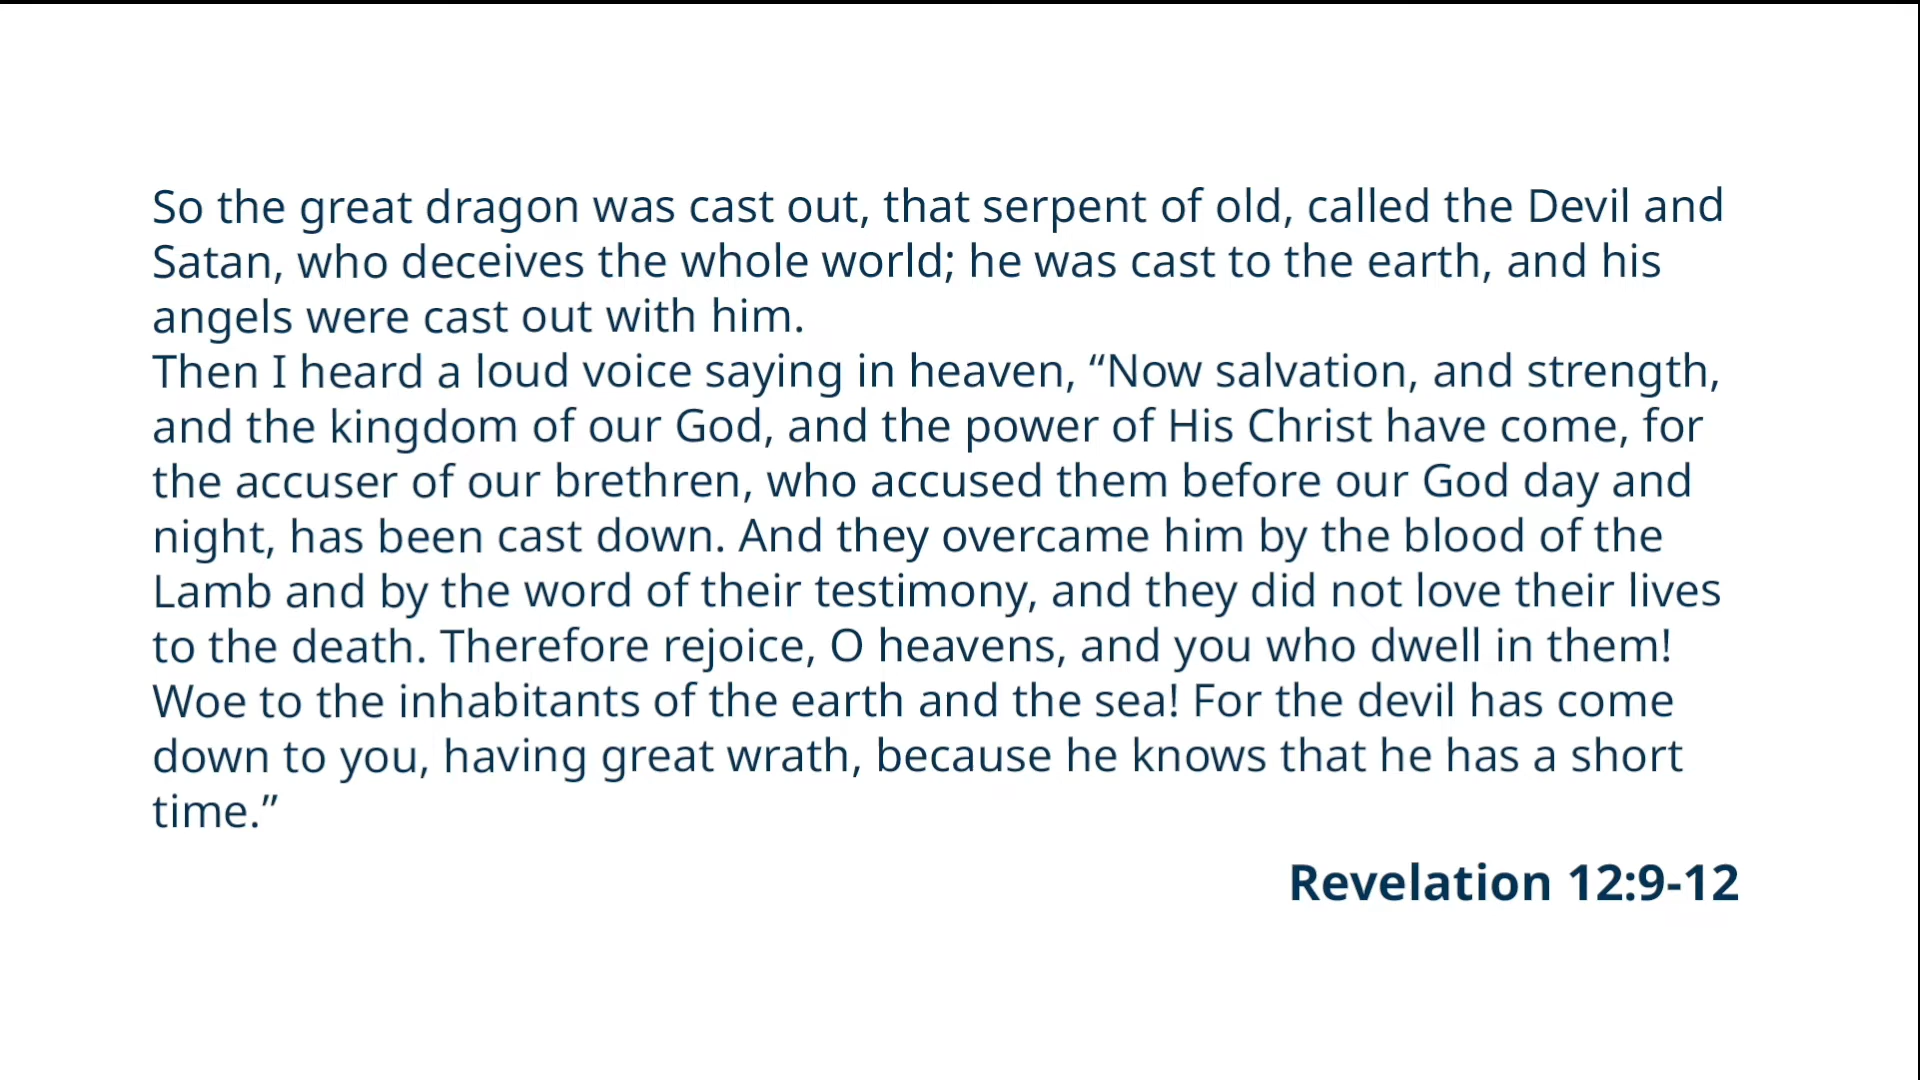 So the great dragon was cast out, that serpent of old, called the Devil and
Satan, who deceives the whole world; he was cast to the earth, and his
angels were cast out with him.
Then I heard a loud voice saying in heaven, “Now salvation, and strength,
and the kingdom of our God, and the power of His Christ have come, for
the accuser of our brethren, who accused them before our God day and
night, has been cast down. And they overcame him by the blood of the
Lamb and by the word of their testimony, and they did not love their lives
to the death. Therefore rejoice, O heavens, and you who dwell in them!
Woe to the inhabitants of the earth and the sea! For the devil has come
down to you, having great wrath, because he knows that he has a short
time.”
Revelation 12:9-12